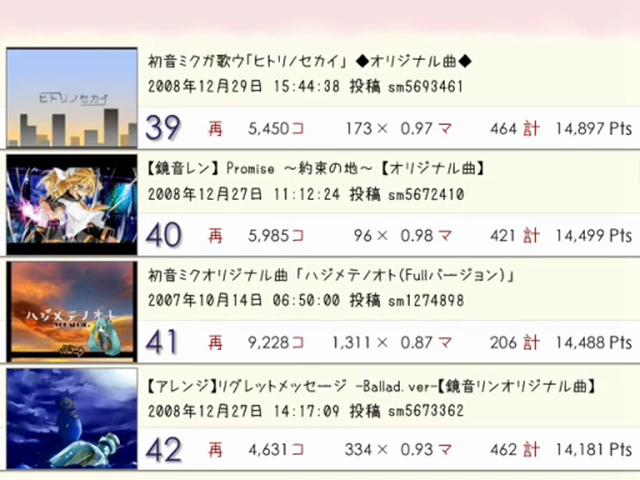 初音ミクガ歌ウ「ヒトリノセカイ」 ◆オリジナル曲◆
2008年12月29日 15:44:38 投稿 sm5693461
ヒトリノセカイ
39 再 5,450コ 173× 0.97マ 464計 14,897 Pts
【鏡音レン】 Promise ～約束の地～【オリジナル曲】
2008年12月27日 11:12:24 投稿 sm5672410
40 再 5,985コ 96× 0.98マ 421計 14,499 Pts
初音ミクオリジナル曲 「ハジメテノオト(Fullバージョン)」
2007年10月14日 06:50:00 投稿 sm1274898
ハジメテノオト
41 再 9,228コ 1,311× 0.87マ 206計 14,488 Pts
【アレンジ】リグレットメッセージ -Ballad.ver-【鏡音リンオリジナル曲】
2008年12月27日 14:17:09 投稿 sm5673362
42 再 4,631コ 334× 0.93マ 462計 14,181 Pts